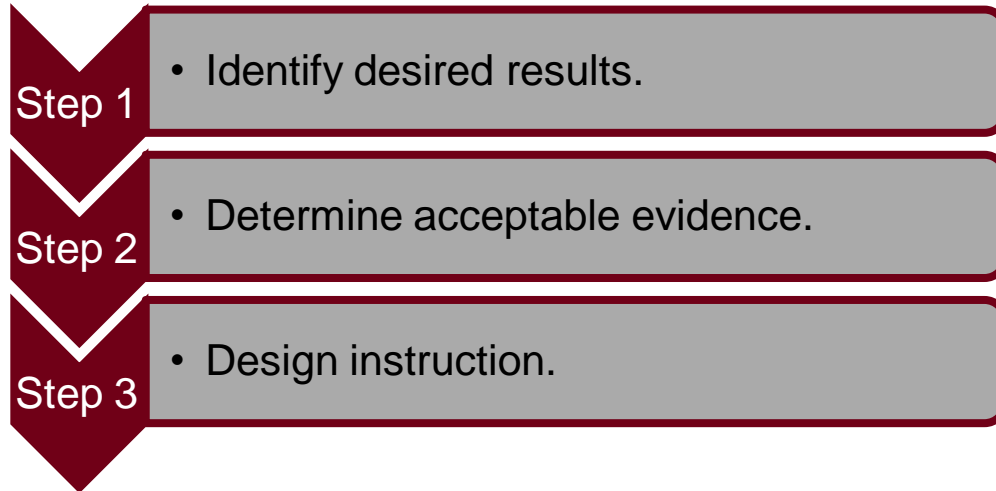 Step 1
• Identify desired results.
Step 2
• Determine acceptable evidence.
Step 3
• Design instruction.